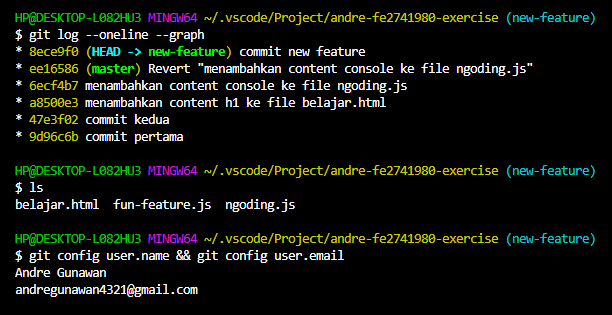 HP@DESKTOP-L082HU3 MINGW64 ~/.vscode/Project/andre-fe2741980-exercise (new-feature)
$ git log --oneline --graph
* 8ece9f0 (HEAD -> new-feature) commit new feature
* ee16586 (master) Revert "menambahkan content console ke file ngoding.js"
* 6ecf4b7 menambahkan content console ke file ngoding.js
* a8500e3 menambahkan content h1 ke file belajar.html
* 47e3f02 commit kedua
* 9d96c6b commit pertama
HP@DESKTOP-L082HU3 MINGW64 ~/.vscode/Project/andre-fe2741980-exercise (new-feature)
$ ls
belajar.html  fun-feature.js  ngoding.js
HP@DESKTOP-L082HU3 MINGW64 ~/.vscode/Project/andre-fe2741980-exercise (new-feature)
$ git config user.name && git config user.email
Andre Gunawan
andregunawan4321@gmail.com